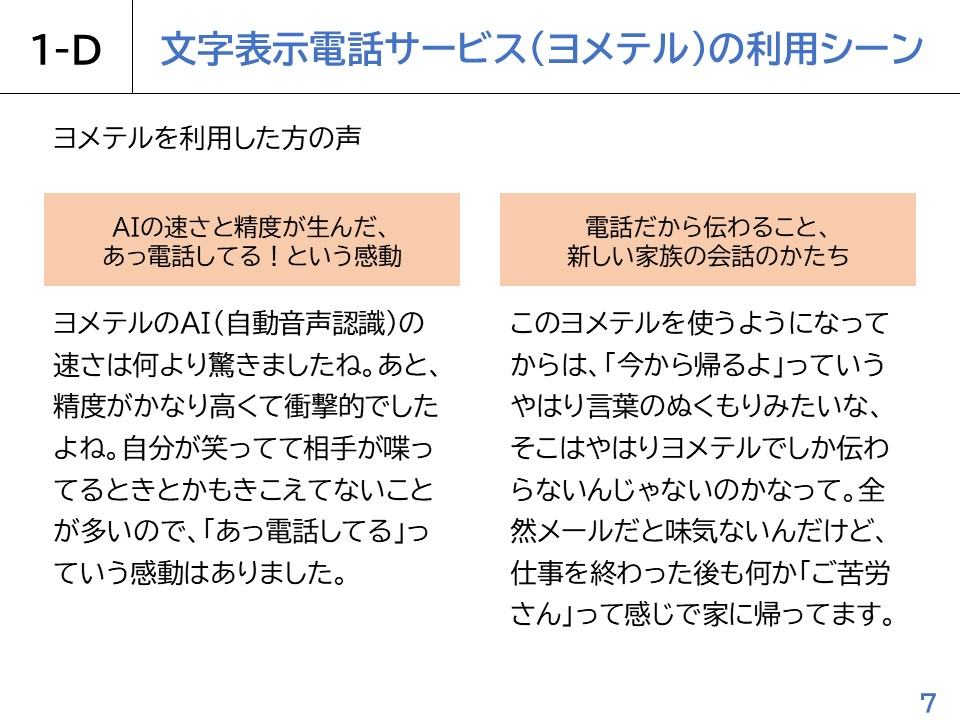 1-D
文字表示電話サービス(ヨメテル)の利用シーン
ヨメテルを利用した方の声
AIの速さと精度が生んだ、
あっ電話してる！という感動
ヨメテルのAI(自動音声認識)の
速さは何より驚きましたね。あと、
精度がかなり高くて衝撃的でした
よね。自分が笑ってて相手が喋っ
てるときとかもきこえてないこと
が多いので、「あっ電話してる」っ
ていう感動はありました。
電話だから伝わること、
新しい家族の会話のかたち
このヨメテルを使うようになって
からは、「今から帰るよ」っていう
やはり言葉のぬくもりみたいな、
そこはやはりヨメテルでしか伝わ
らないんじゃないのかなって。全
然メールだと味気ないんだけど、
仕事を終わった後も何か「ご苦労
さん」って感じで家に帰ってます。
7